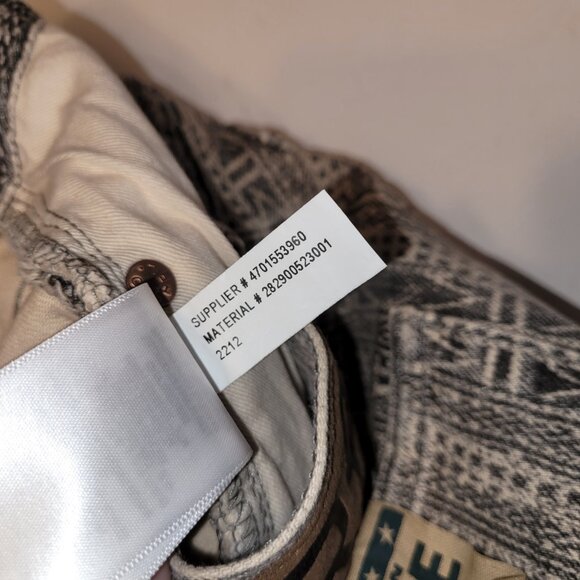 SUPPLIER # 4701553960
MATERIAL # 282900523001
2212